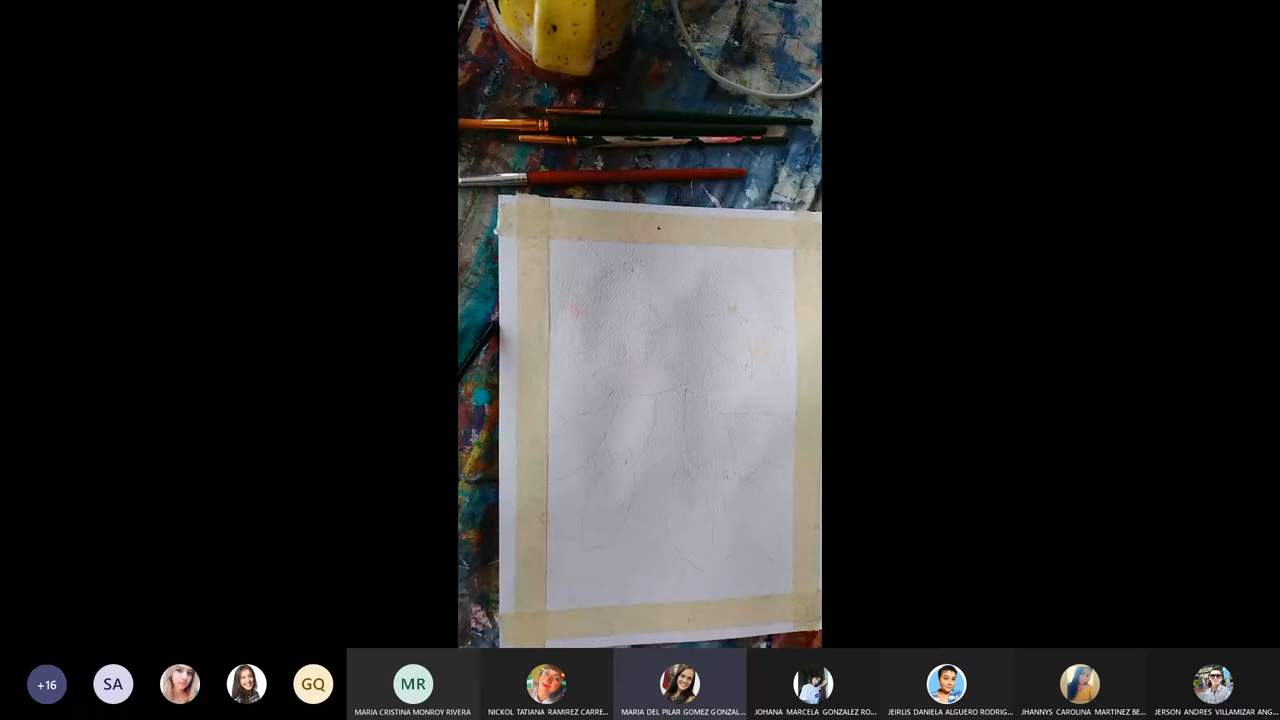 +16
SA
GQ
MR
MARIA CRISTINA MONROY RIVERA
NICKOL TATIANA RAMIREZ CARRE...
MARIA DEL PILAR GOMEZ GONZAL...
JOHANA MARCELA GONZALEZ RO...
JEIRLIS DANIELA ALGUERO RODRIG...
JHANNYS CAROLINA MARTINEZ BE...
JERSON ANDRES VILLAMIZAR ANG...